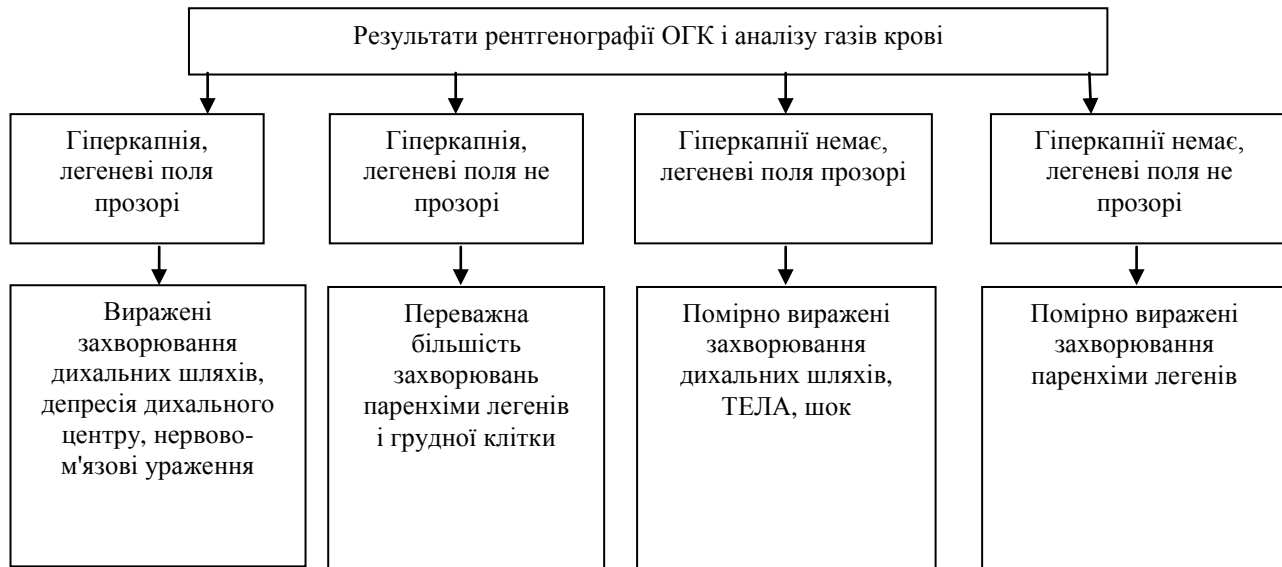 Результати рентгенографії ОГК і аналізу газів крові
Гіперкапнія,
легеневі поля
прозорі
Гіперкапнія,
легеневі поля не
прозорі
Гіперкапнії немає,
легеневі поля прозорі
Гіперкапнії немає,
легеневі поля не
прозорі
Виражені
захворювання
дихальних шляхів,
депресія дихального
центру, нервово-
м'язові ураження
Переважна
більшість
захворювань
паренхіми легенів
і грудної клітки
Помірно виражені
захворювання
дихальних шляхів,
ТЕЛА, шок
Помірно виражені
захворювання
паренхіми легенів